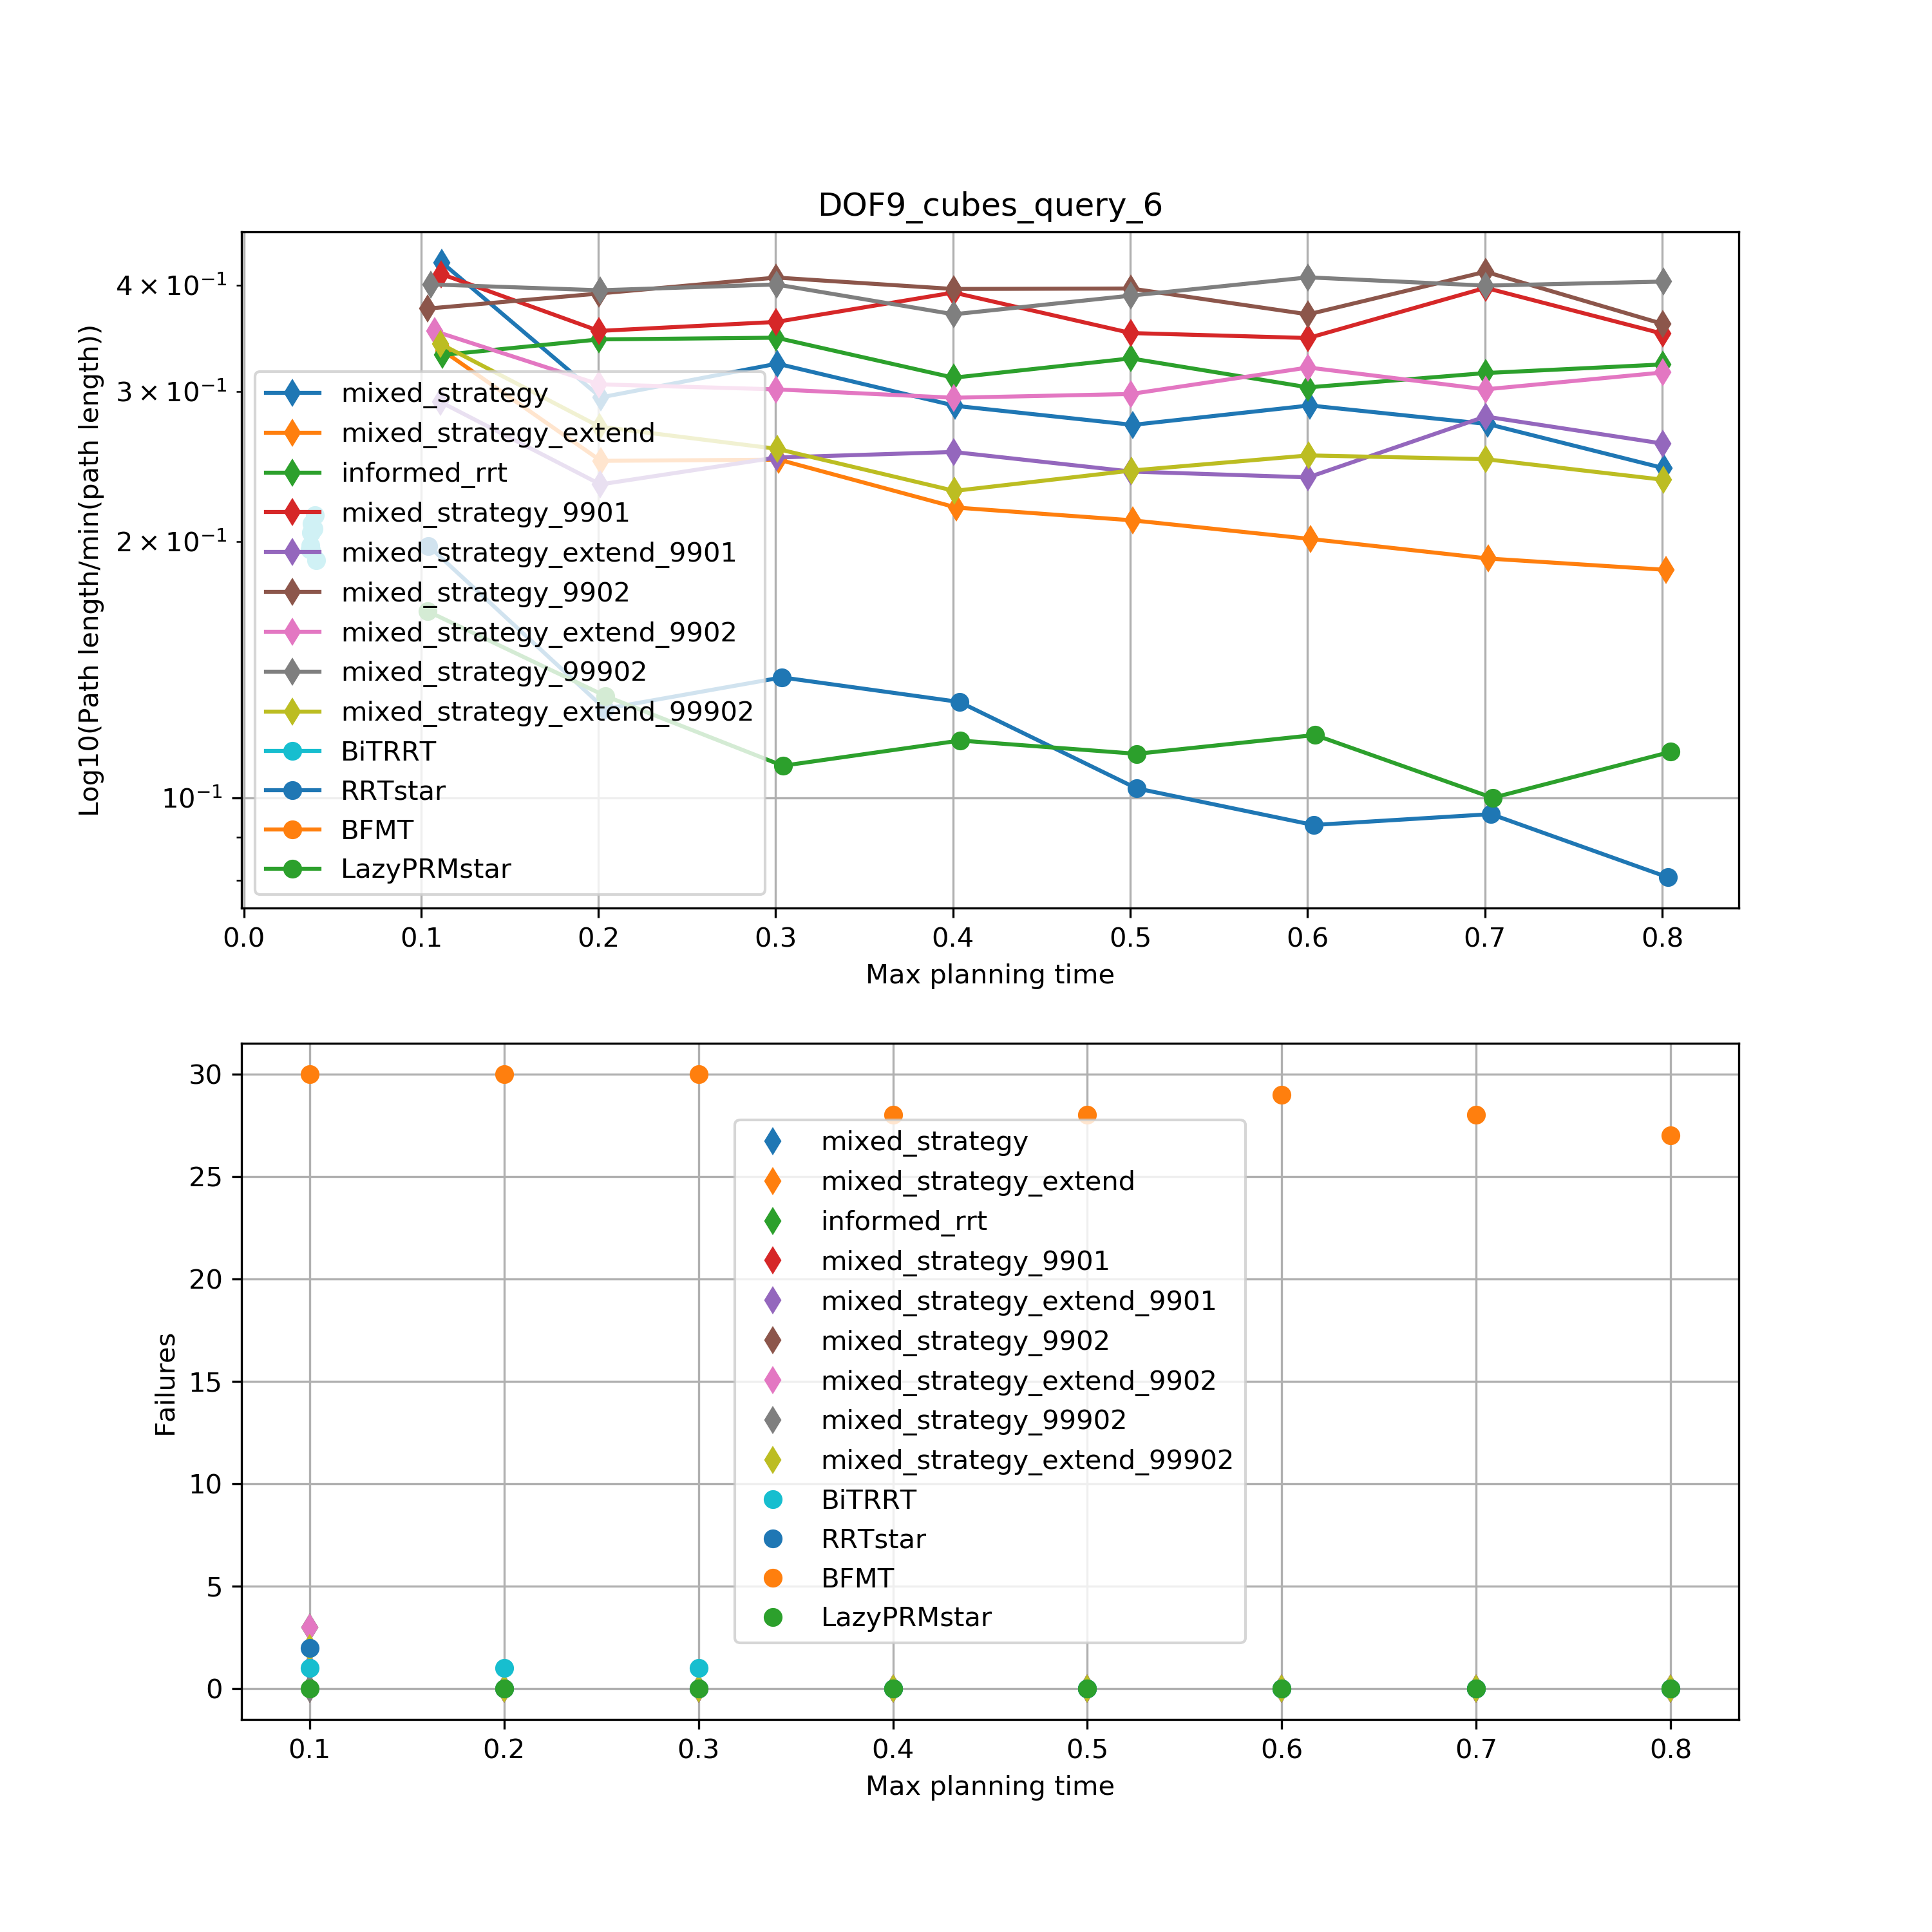 DOF9_cubes_query_6
Log10(Path length/min(path length))
4 × 10⁻¹
3 × 10⁻¹
2 × 10⁻¹
10⁻¹
mixed_strategy
mixed_strategy_extend
informed_rrt
mixed_strategy_9901
mixed_strategy_extend_9901
mixed_strategy_9902
mixed_strategy_extend_9902
mixed_strategy_99902
mixed_strategy_extend_99902
BiTRRT
RRTstar
BFMT
LazyPRMstar
0.0 0.1 0.2 0.3 0.4 0.5 0.6 0.7 0.8
Max planning time
Failures
30
25
20
15
10
5
0
mixed_strategy
mixed_strategy_extend
informed_rrt
mixed_strategy_9901
mixed_strategy_extend_9901
mixed_strategy_9902
mixed_strategy_extend_9902
mixed_strategy_99902
mixed_strategy_extend_99902
BiTRRT
RRTstar
BFMT
LazyPRMstar
0.1 0.2 0.3 0.4 0.5 0.6 0.7 0.8
Max planning time